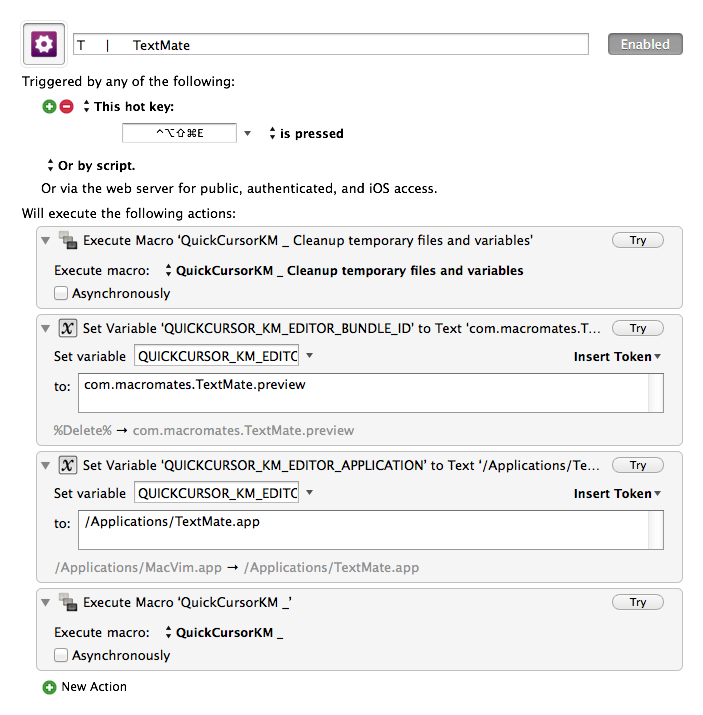 T | TextMate
Enabled
Triggered by any of the following:
This hot key:
^⌥⇧⌘E
is pressed
Or by script.
Or via the web server for public, authenticated, and iOS access.
Will execute the following actions:
Execute Macro ‘QuickCursorKM _ Cleanup temporary files and variables’ Try
Execute macro: QuickCursorKM _ Cleanup temporary files and variables
Asynchronously
Set Variable ‘QUICKCURSOR_KM_EDITOR_BUNDLE_ID’ to Text ‘com.macromates.T... Try
Set variable QUICKCURSOR_KM_EDITO Insert Token
to: com.macromates.TextMate.preview
%Delete% → com.macromates.TextMate.preview
Set Variable ‘QUICKCURSOR_KM_EDITOR_APPLICATION’ to Text ‘/Applications/Te... Try
Set variable QUICKCURSOR_KM_EDITO Insert Token
to: /Applications/TextMate.app
/Applications/MacVim.app → /Applications/TextMate.app
Execute Macro ‘QuickCursorKM _’ Try
Execute macro: QuickCursorKM _
Asynchronously
New Action